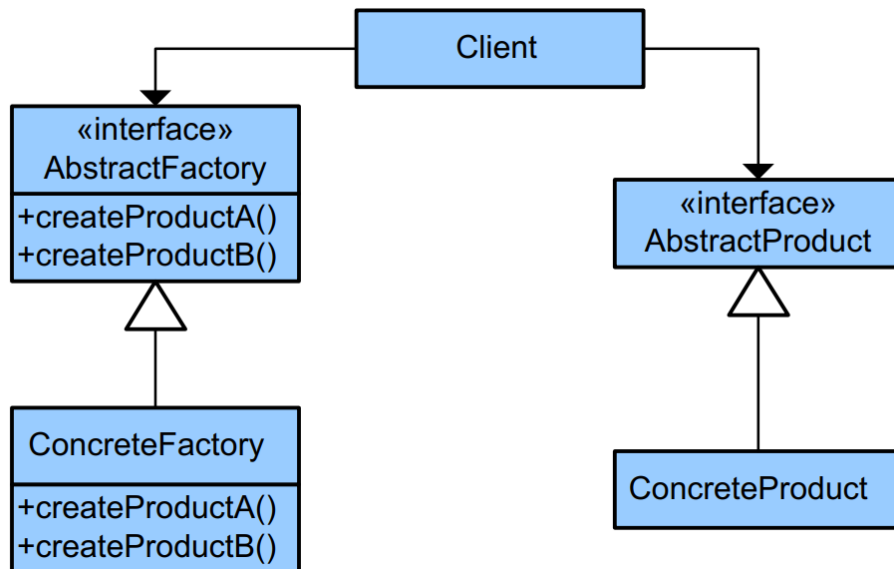 Client
«interface»
AbstractFactory
+createProductA()
+createProductB()
«interface»
AbstractProduct
ConcreteFactory
+createProductA()
+createProductB()
ConcreteProduct